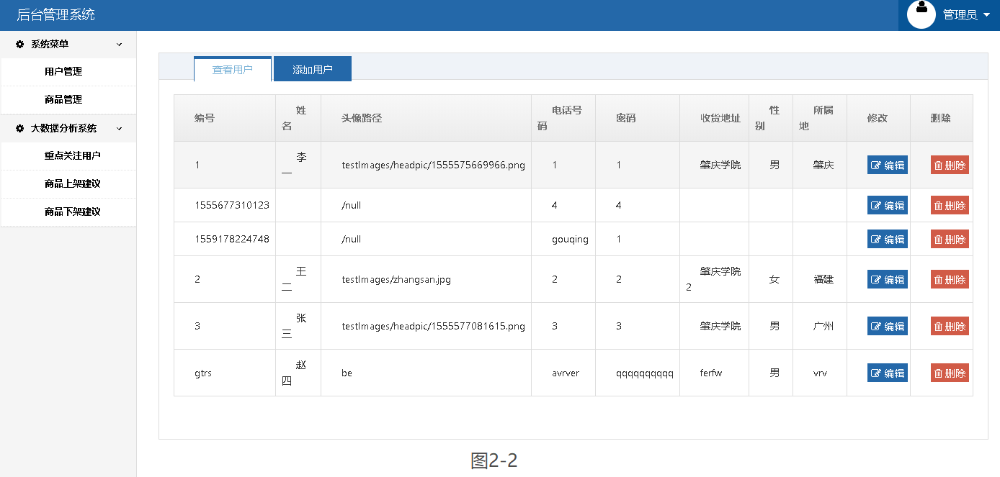 后台管理系统
管理员
系统菜单
用户管理
商品管理
大数据分析系统
重点关注用户
商品上架建议
商品下架建议
查看用户 添加用户
编号 姓名 头像路径 电话号码 密码 收货地址 性别 所属地 修改 删除
1 李一 testImages/headpic/1555575669966.png 1 1 肇庆学院 男 肇庆 编辑 删除
1555677310123 /null 4 4 编辑 删除
1559178224748 /null gouqing 1 编辑 删除
2 王二 testImages/zhangsan.jpg 2 2 肇庆学院2 女 福建 编辑 删除
3 张三 testImages/headpic/1555577081615.png 3 3 肇庆学院 男 广州 编辑 删除
gtrs 赵四 be avrver qqqqqqqqqq ferfw 男 vrv 编辑 删除
图2-2